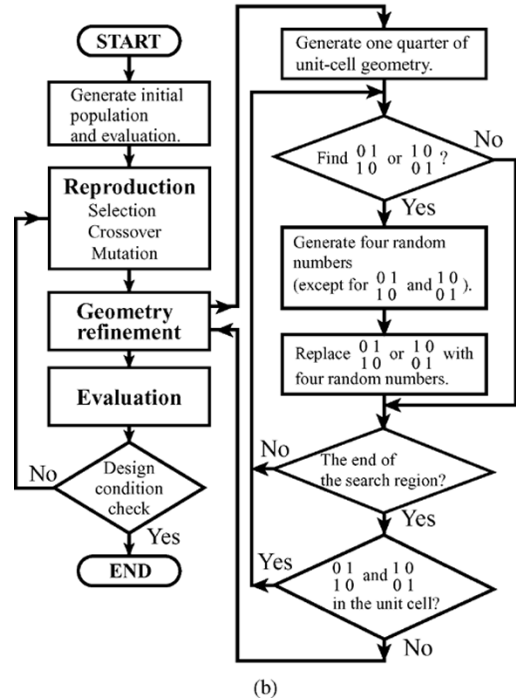 START
Generate initial
population
and evaluation.
Reproduction
Selection
Crossover
Mutation
Geometry
refinement
Evaluation
No
Design
condition
check
Yes
END
Generate one quarter of
unit-cell geometry.
No
Find 0 1 or 1 0 ?
1 0 0 1
Yes
Generate four random
numbers
(except for 0 1 and 1 0 ).
1 0 0 1
Replace 0 1 or 1 0 with
1 0 0 1
four random numbers.
No
The end of
the search region?
Yes
Yes
0 1 and 1 0
1 0 0 1
in the unit cell?
No
(b)